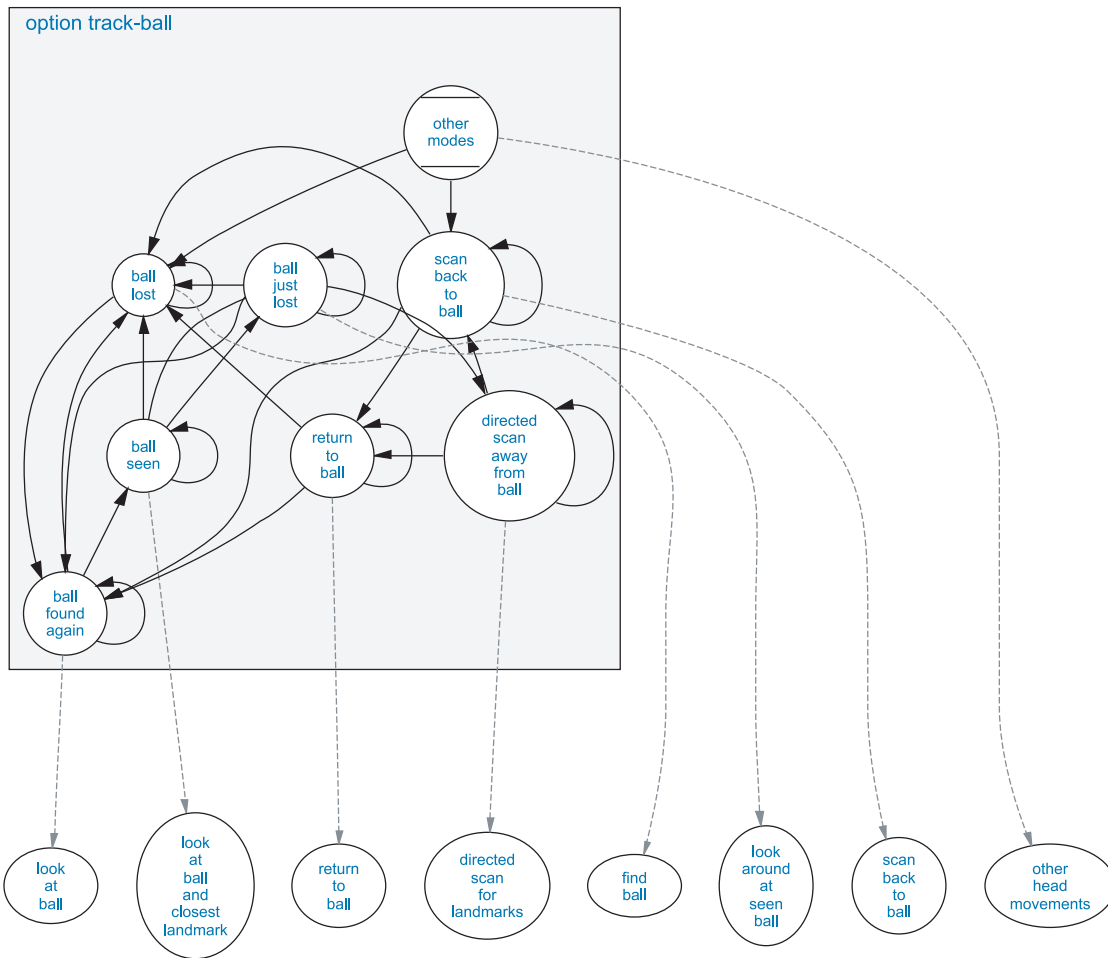 option track-ball
other
modes
ball
lost
ball
just
lost
scan
back
to
ball
ball
seen
return
to
ball
directed
scan
away
from
ball
ball
found
again
look
at
ball
look
at
ball
and
closest
landmark
return
to
ball
directed
scan
for
landmarks
find
ball
look
around
at
seen
ball
scan
back
to
ball
other
head
movements